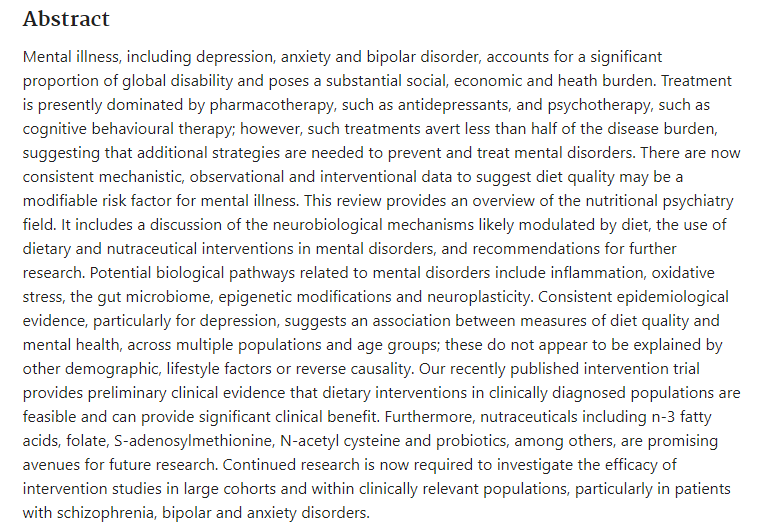 Abstract
Mental illness, including depression, anxiety and bipolar disorder, accounts for a significant
proportion of global disability and poses a substantial social, economic and heath burden. Treatment
is presently dominated by pharmacotherapy, such as antidepressants, and psychotherapy, such as
cognitive behavioural therapy; however, such treatments avert less than half of the disease burden,
suggesting that additional strategies are needed to prevent and treat mental disorders. There are now
consistent mechanistic, observational and interventional data to suggest diet quality may be a
modifiable risk factor for mental illness. This review provides an overview of the nutritional psychiatry
field. It includes a discussion of the neurobiological mechanisms likely modulated by diet, the use of
dietary and nutraceutical interventions in mental disorders, and recommendations for further
research. Potential biological pathways related to mental disorders include inflammation, oxidative
stress, the gut microbiome, epigenetic modifications and neuroplasticity. Consistent epidemiological
evidence, particularly for depression, suggests an association between measures of diet quality and
mental health, across multiple populations and age groups; these do not appear to be explained by
other demographic, lifestyle factors or reverse causality. Our recently published intervention trial
provides preliminary clinical evidence that dietary interventions in clinically diagnosed populations are
feasible and can provide significant clinical benefit. Furthermore, nutraceuticals including n-3 fatty
acids, folate, S-adenosylmethionine, N-acetyl cysteine and probiotics, among others, are promising
avenues for future research. Continued research is now required to investigate the efficacy of
intervention studies in large cohorts and within clinically relevant populations, particularly in patients
with schizophrenia, bipolar and anxiety disorders.